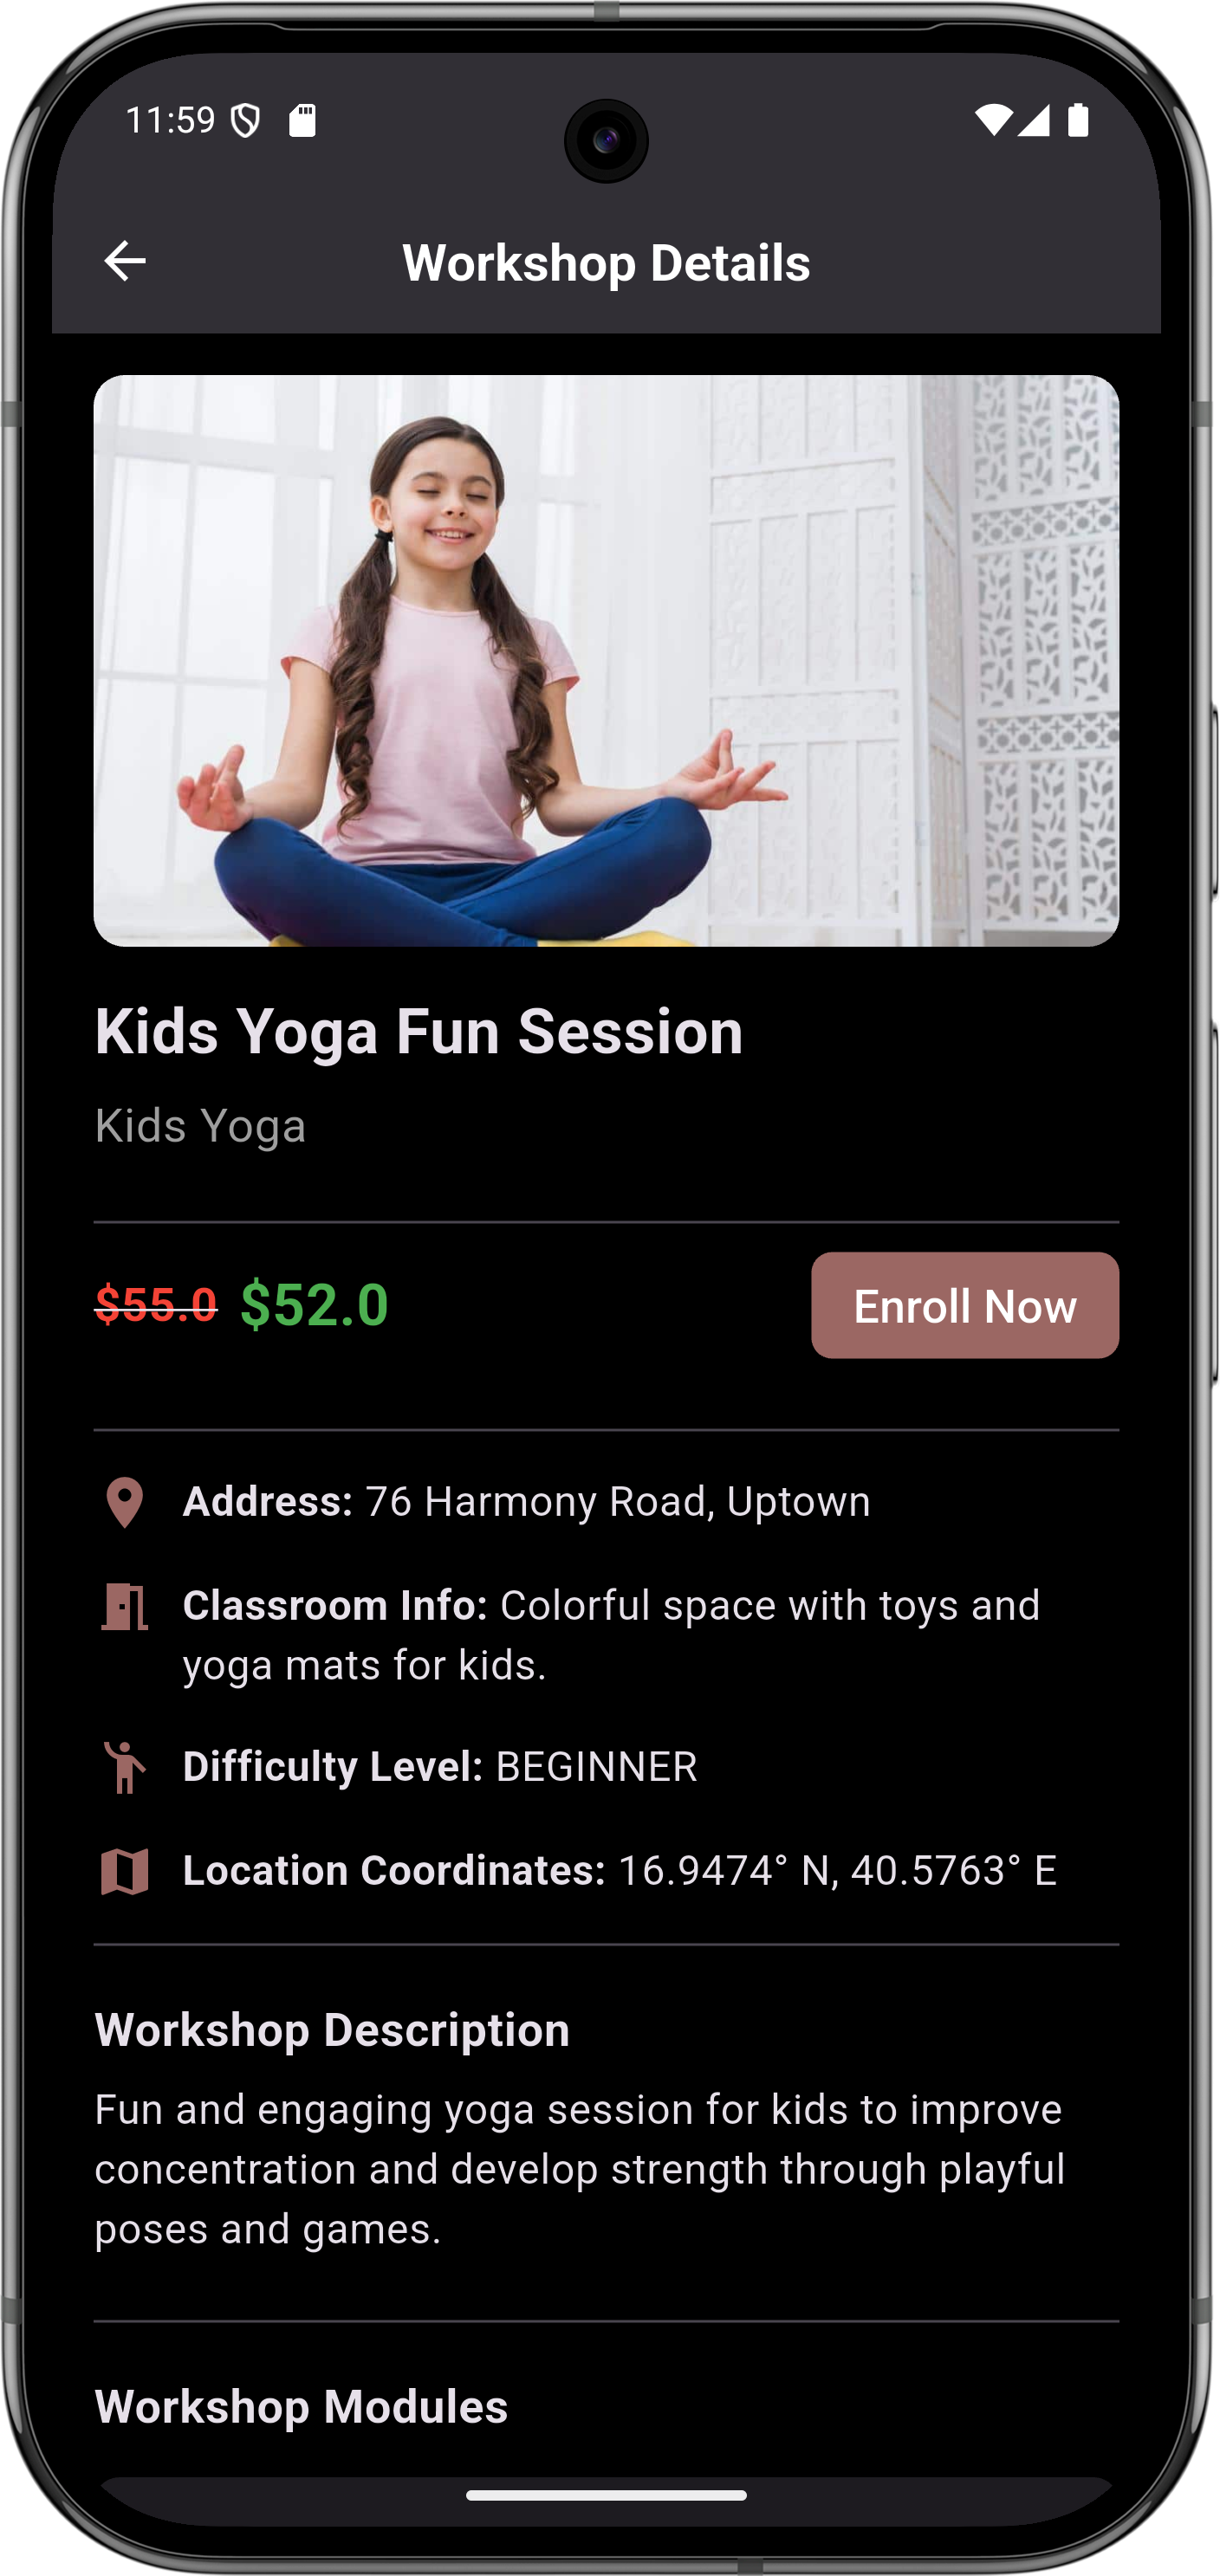 11:59
Workshop Details
Kids Yoga Fun Session
Kids Yoga
$55.0 $52.0
Enroll Now
Address: 76 Harmony Road, Uptown
Classroom Info: Colorful space with toys and
yoga mats for kids.
Difficulty Level: BEGINNER
Location Coordinates: 16.9474° N, 40.5763° E
Workshop Description
Fun and engaging yoga session for kids to improve
concentration and develop strength through playful
poses and games.
Workshop Modules